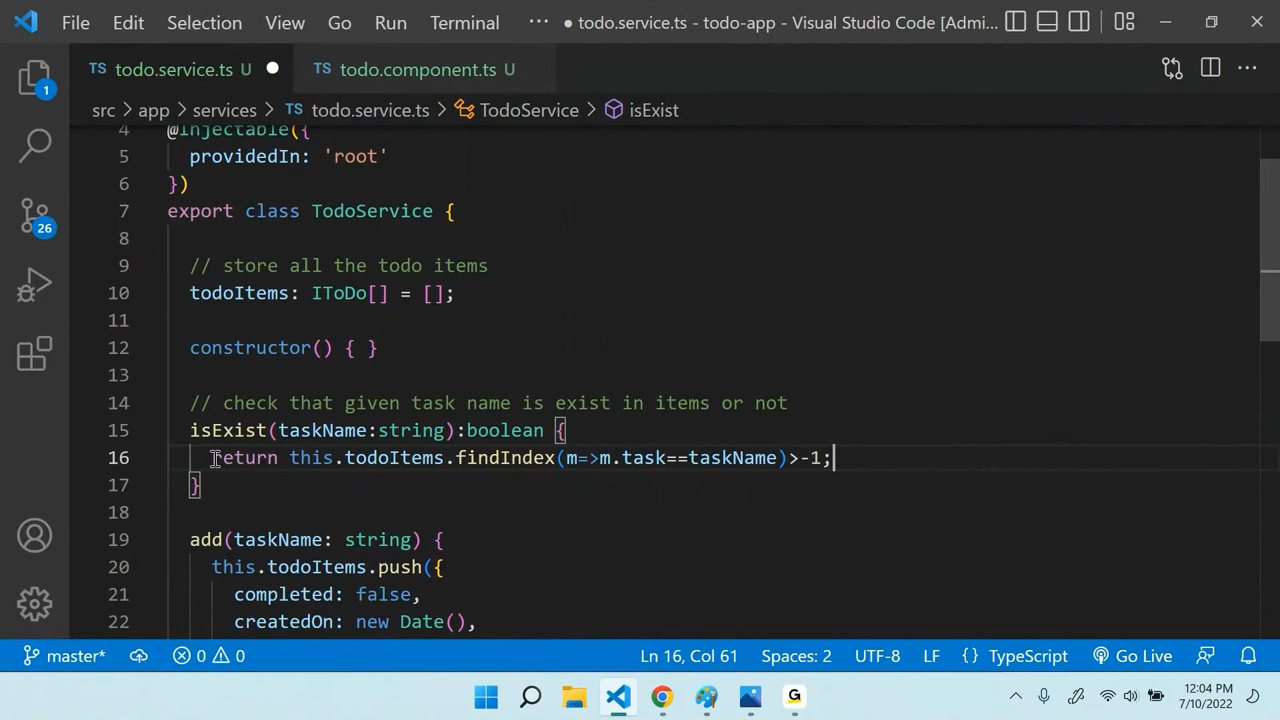 File Edit Selection View Go Run Terminal ··· ● todo.service.ts - todo-app - Visual Studio Code [Admi...
TS todo.service.ts U ● TS todo.component.ts U ···
src > app > services > TS todo.service.ts > TodoService > isExist
4 @Injectable({
5 providedIn: 'root'
6 })
7 export class TodoService {
8
9 // store all the todo items
10 todoItems: IToDo[] = [];
11
12 constructor() { }
13
14 // check that given task name is exist in items or not
15 isExist(taskName:string):boolean {
16 return this.todoItems.findIndex(m=>m.task==taskName)>-1;
17 }
18
19 add(taskName: string) {
20 this.todoItems.push({
21 completed: false,
22 createdOn: new Date(),
1
26
master* 0 0 Ln 16, Col 61 Spaces: 2 UTF-8 LF {} TypeScript Go Live
G
12:04 PM
7/10/2022